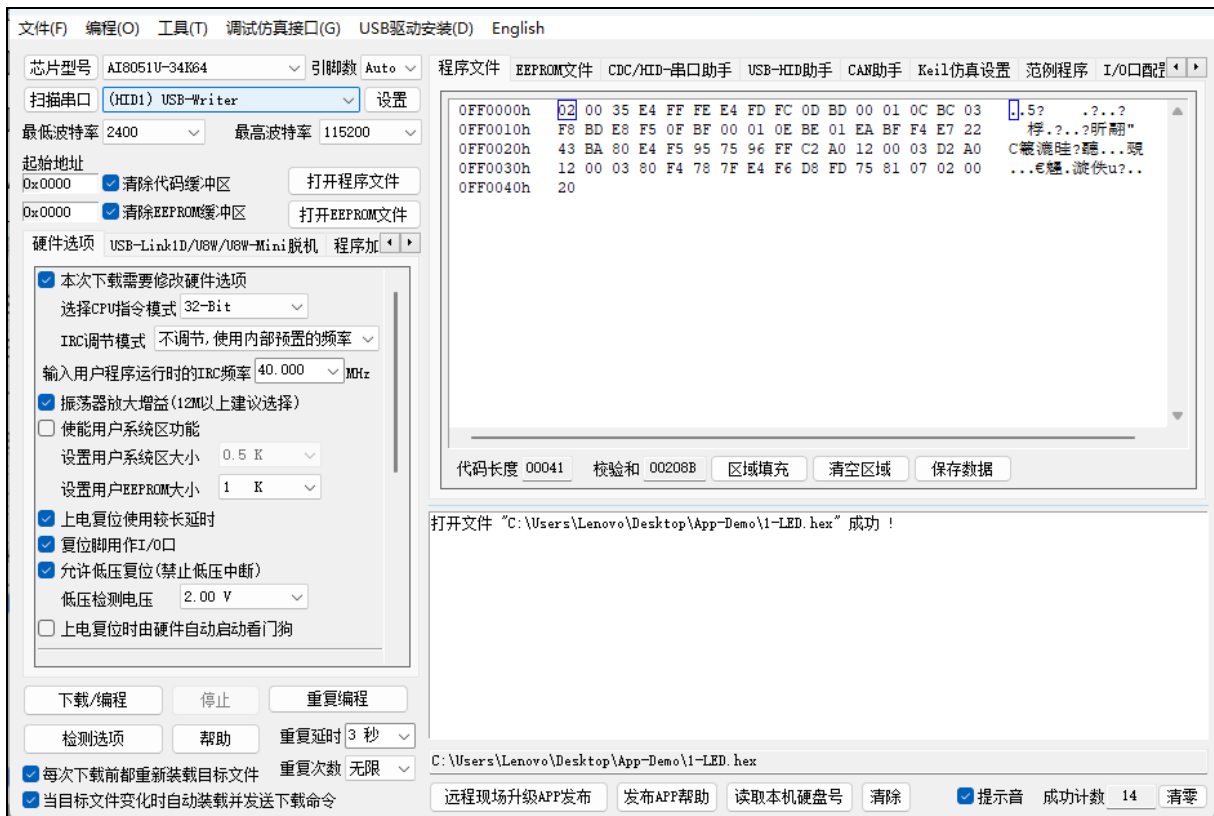 文件(F) 编程(O) 工具(T) 调试仿真接口(G) USB驱动安装(D) English
芯片型号 AI8051U-34K64 引脚数 Auto
扫描串口 (HID1) USB-Writer 设置
最低波特率 2400 最高波特率 115200
起始地址
0x0000 清除代码缓冲区 打开程序文件
0x0000 清除EEPROM缓冲区 打开EEPROM文件
硬件选项 USB-Link1D/U8W/U8W-Mini脱机 程序加
本次下载需要修改硬件选项
选择CPU指令模式 32-Bit
IRC调节模式 不调节,使用内部预置的频率
输入用户程序运行时的IRC频率 40.000 MHz
振荡器放大增益(12M以上建议选择)
使能用户系统区功能
设置用户系统区大小 0.5 K
设置用户EEPROM大小 1 K
上电复位使用较长延时
复位脚用作I/O口
允许低压复位(禁止低压中断)
低压检测电压 2.00 V
上电复位时由硬件自动启动看门狗
下载/编程 停止 重复编程
检测选项 帮助 重复延时 3 秒
每次下载前都重新装载目标文件 重复次数 无限
当目标文件变化时自动装载并发送下载命令
程序文件 EEPROM文件 CDC/HID-串口助手 USB-HID助手 CAN助手 Keil仿真设置 范例程序 I/O口配
0FF0000h 02 00 35 E4 FF FE E4 FD FC 0D BD 00 01 0C BC 03 ..5? .?..?
0FF0010h F8 BD E8 F5 0F BF 00 01 0E BE 01 EA BF F4 E7 22 桴.?..?昕翮"
0FF0020h 43 BA 80 E4 F5 95 75 96 FF C2 A0 12 00 03 D2 A0
0FF0030h 12 00 03 80 F4 78 7F E4 F6 D8 FD 75 81 07 02 00
0FF0040h 20
代码长度 00041 校验和 00208B 区域填充 清空区域 保存数据
打开文件 "C:\Users\Lenovo\Desktop\App-Demo\1-LED.hex" 成功 !
C:\Users\Lenovo\Desktop\App-Demo\1-LED.hex
远程现场升级APP发布 发布APP帮助 读取本机硬盘号 清除 提示音 成功计数 14 清零